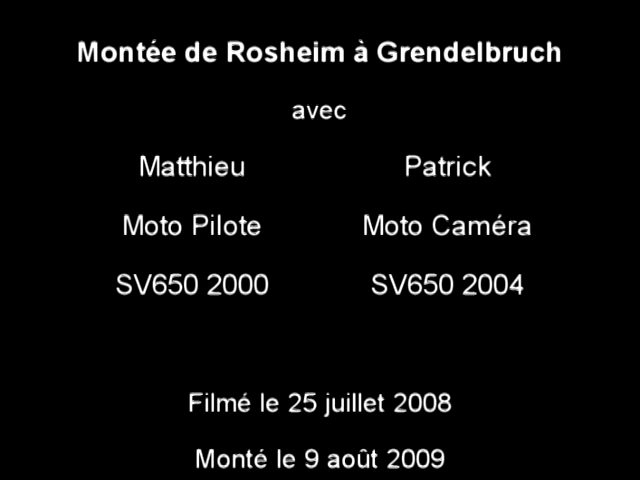 Montée de Rosheim à Grendelbruch
avec
Matthieu Patrick
Moto Pilote Moto Caméra
SV650 2000 SV650 2004
Filmé le 25 juillet 2008
Monté le 9 août 2009